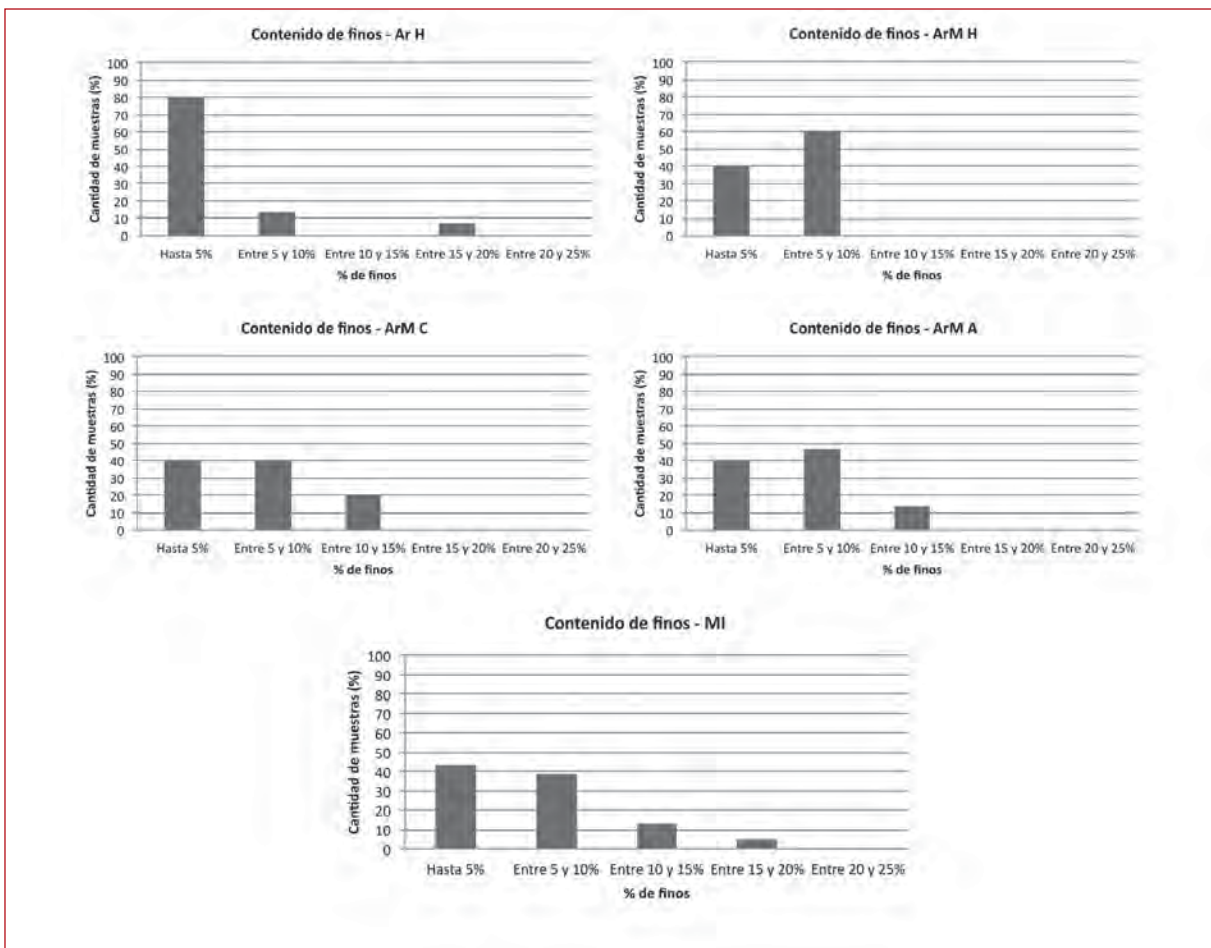 Contenido de finos - Ar H
Cantidad de muestras (%)
100
90
80
70
60
50
40
30
20
10
0
Hasta 5% Entre 5 y 10% Entre 10 y 15% Entre 15 y 20% Entre 20 y 25%
% de finos
Contenido de finos - ArM H
Cantidad de muestras (%)
100
90
80
70
60
50
40
30
20
10
0
Hasta 5% Entre 5 y 10% Entre 10 y 15% Entre 15 y 20% Entre 20 y 25%
% de finos
Contenido de finos - ArM C
Cantidad de muestras (%)
100
90
80
70
60
50
40
30
20
10
0
Hasta 5% Entre 5 y 10% Entre 10 y 15% Entre 15 y 20% Entre 20 y 25%
% de finos
Contenido de finos - ArM A
Cantidad de muestras (%)
100
90
80
70
60
50
40
30
20
10
0
Hasta 5% Entre 5 y 10% Entre 10 y 15% Entre 15 y 20% Entre 20 y 25%
% de finos
Contenido de finos - MI
Cantidad de muestras (%)
100
90
80
70
60
50
40
30
20
10
0
Hasta 5% Entre 5 y 10% Entre 10 y 15% Entre 15 y 20% Entre 20 y 25%
% de finos